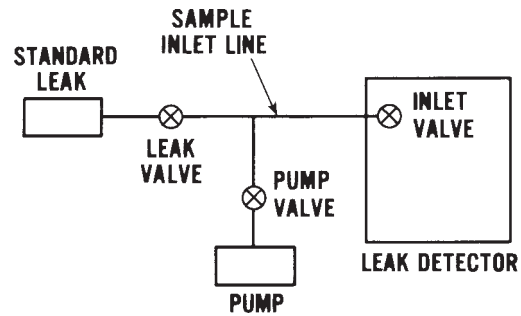 SAMPLE
INLET LINE
STANDARD
LEAK
INLET
VALVE
LEAK
VALVE
PUMP
VALVE
LEAK DETECTOR
PUMP